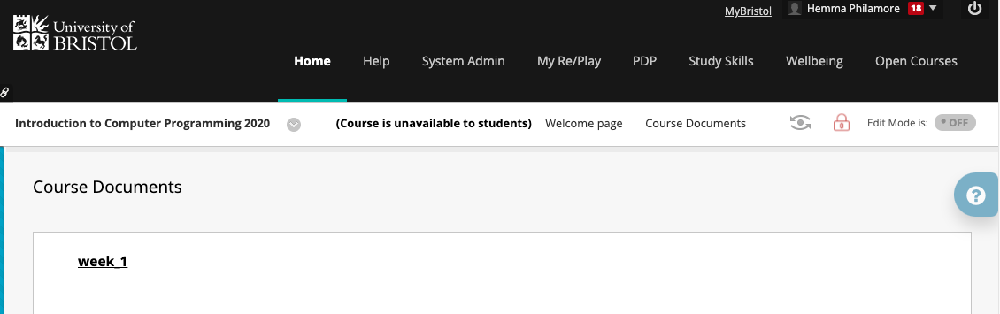 MyBristol
Hemma Philamore 18
University of
BRISTOL
Home Help System Admin My Re/Play PDP Study Skills Wellbeing Open Courses
Introduction to Computer Programming 2020 (Course is unavailable to students) Welcome page Course Documents 0 Edit Mode is: OFF
Course Documents
?
week_1